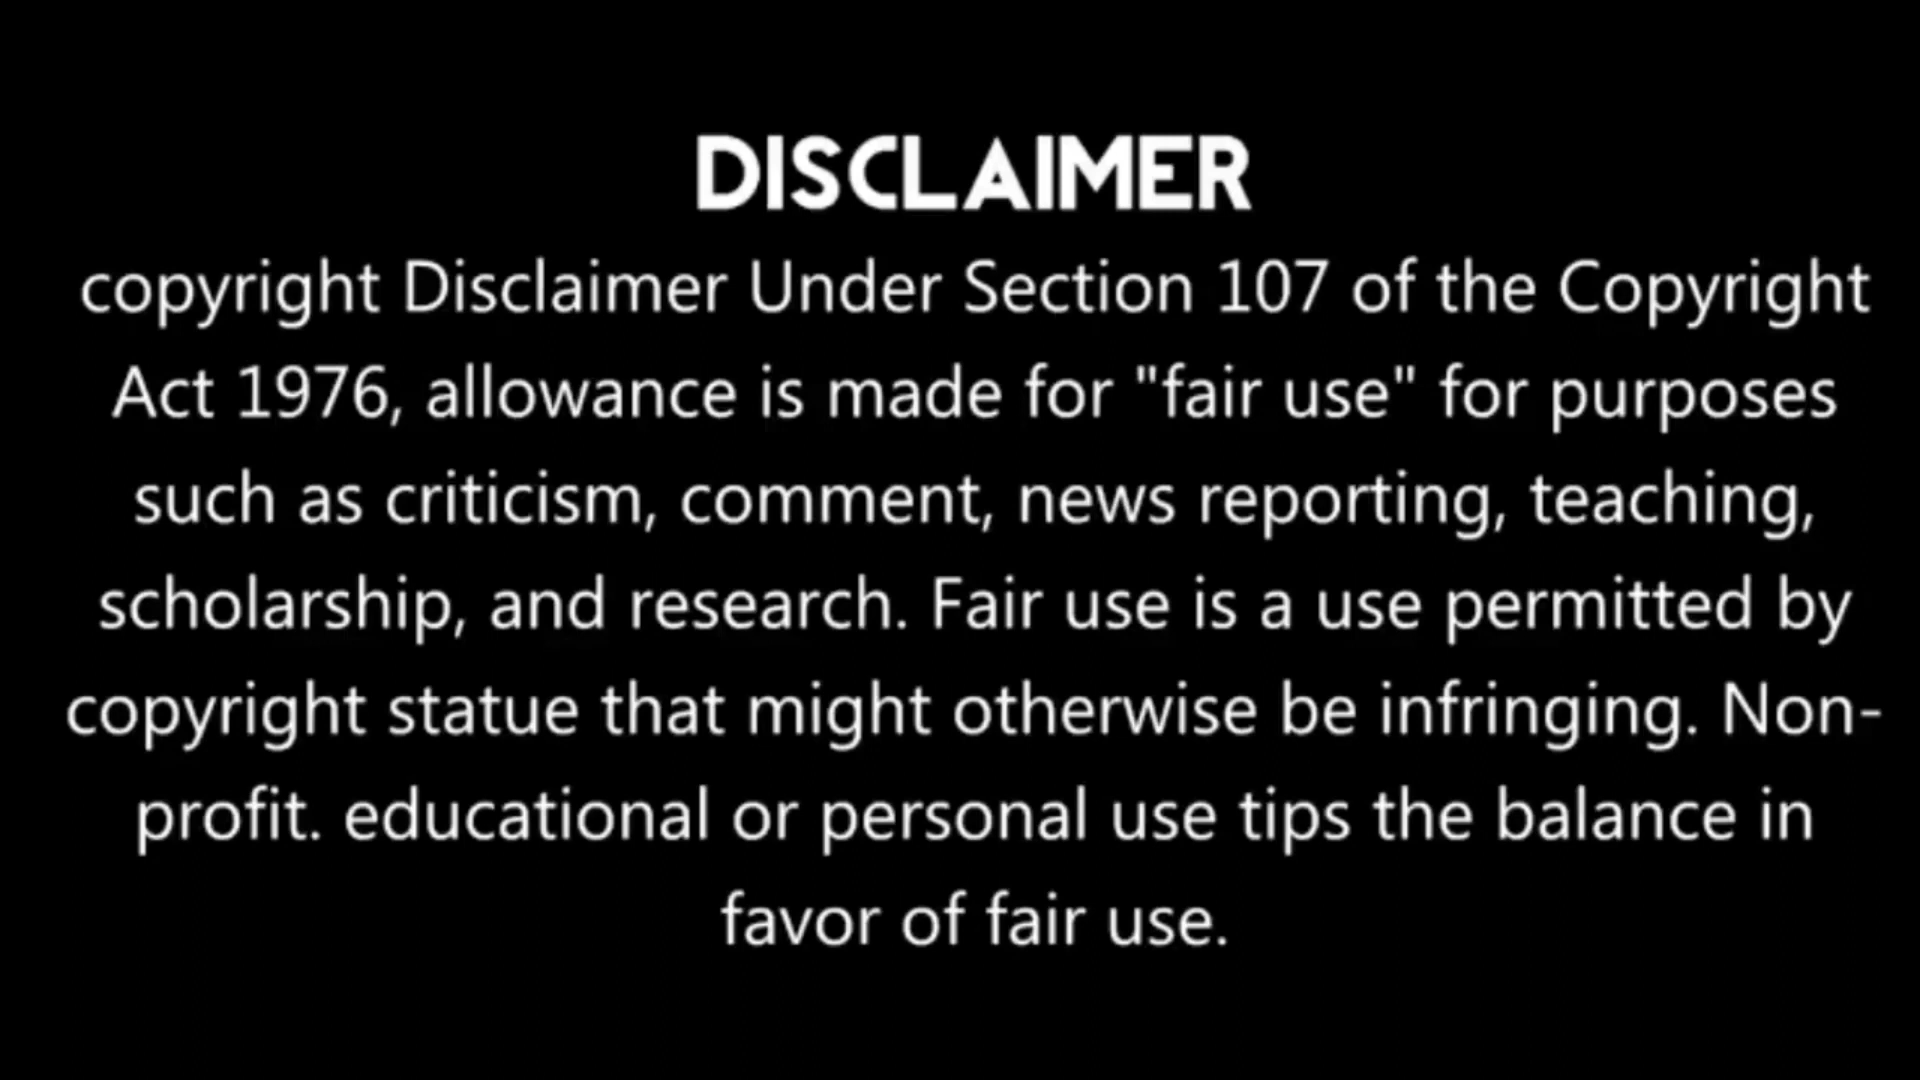 DISCLAIMER
copyright Disclaimer Under Section 107 of the Copyright
Act 1976, allowance is made for "fair use" for purposes
such as criticism, comment, news reporting, teaching,
scholarship, and research. Fair use is a use permitted by
copyright statue that might otherwise be infringing. Non-
profit. educational or personal use tips the balance in
favor of fair use.